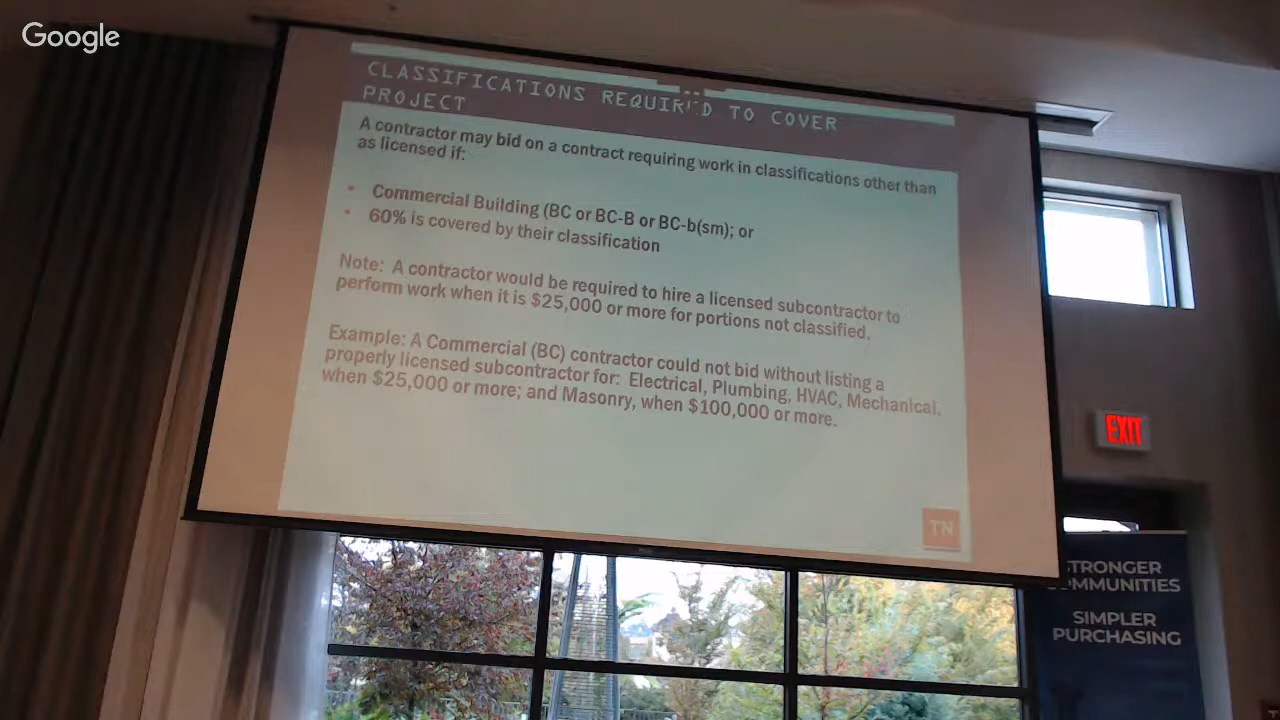 Google
CLASSIFICATIONS REQUIRED TO COVER
PROJECT
A contractor may bid on a contract requiring work in classifications other than
as licensed if:
• Commercial Building (BC or BC-B or BC-b(sm); or
• 60% is covered by their classification
Note: A contractor would be required to hire a licensed subcontractor to
perform work when it is $25,000 or more for portions not classified.
Example: A Commercial (BC) contractor could not bid without listing a
properly licensed subcontractor for: Electrical, Plumbing, HVAC, Mechanical,
when $25,000 or more; and Masonry, when $100,000 or more.
TN
EXIT
STRONGER
COMMUNITIES
SIMPLER
PURCHASING